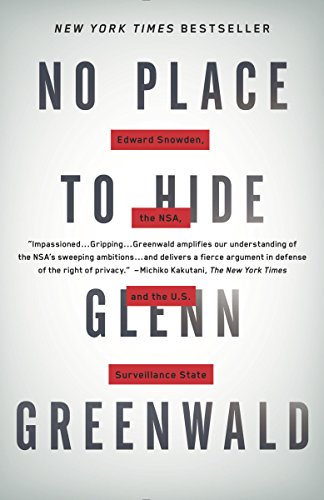 NEW YORK TIMES BESTSELLER
NO PLACE
Edward Snowden,
TO HIDE
the NSA,
“Impassioned...Gripping...Greenwald amplifies our understanding of
the NSA’s sweeping ambitions...and delivers a fierce argument in defense
of the right of privacy.” –Michiko Kakutani, The New York Times
and the U.S.
GLENN
Surveillance State
GREENWALD